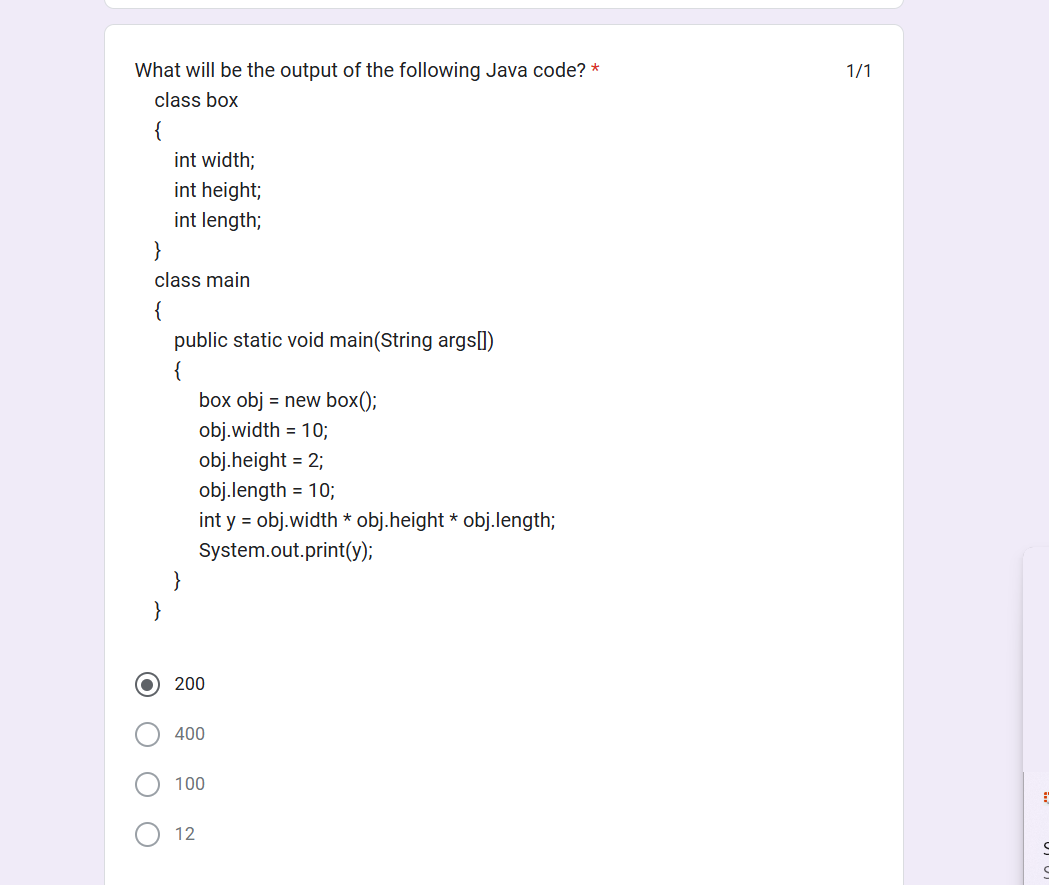 What will be the output of the following Java code? *
1/1
class box
{
int width;
int height;
int length;
}
class main
{
public static void main(String args[])
{
box obj = new box();
obj.width = 10;
obj.height = 2;
obj.length = 10;
int y = obj.width * obj.height * obj.length;
System.out.print(y);
}
}
200
400
100
12